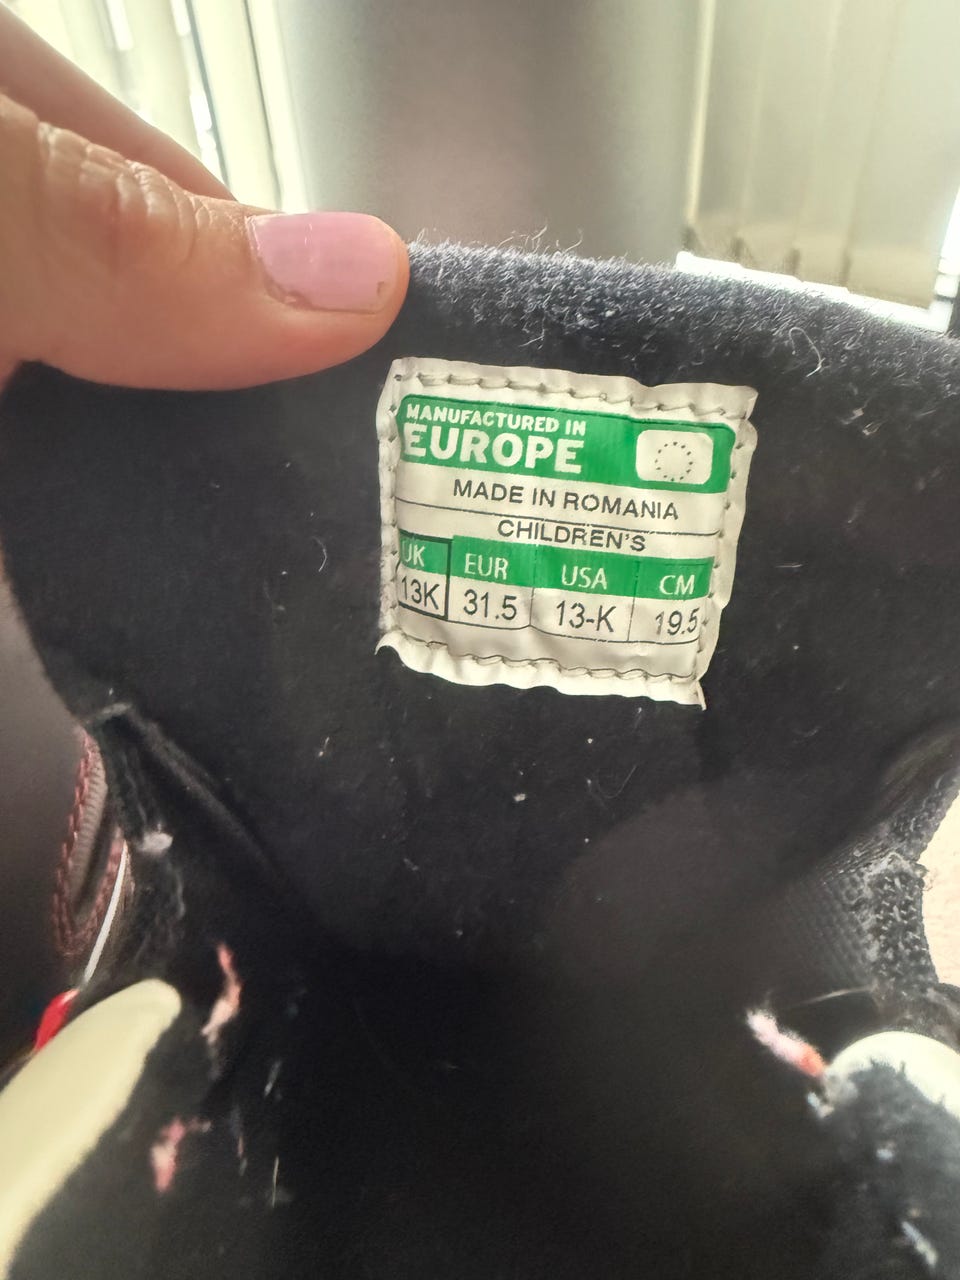 MANUFACTURED IN
EUROPE
MADE IN ROMANIA
CHILDREN'S
UK EUR USA CM
13K 31.5 13-K 19.5